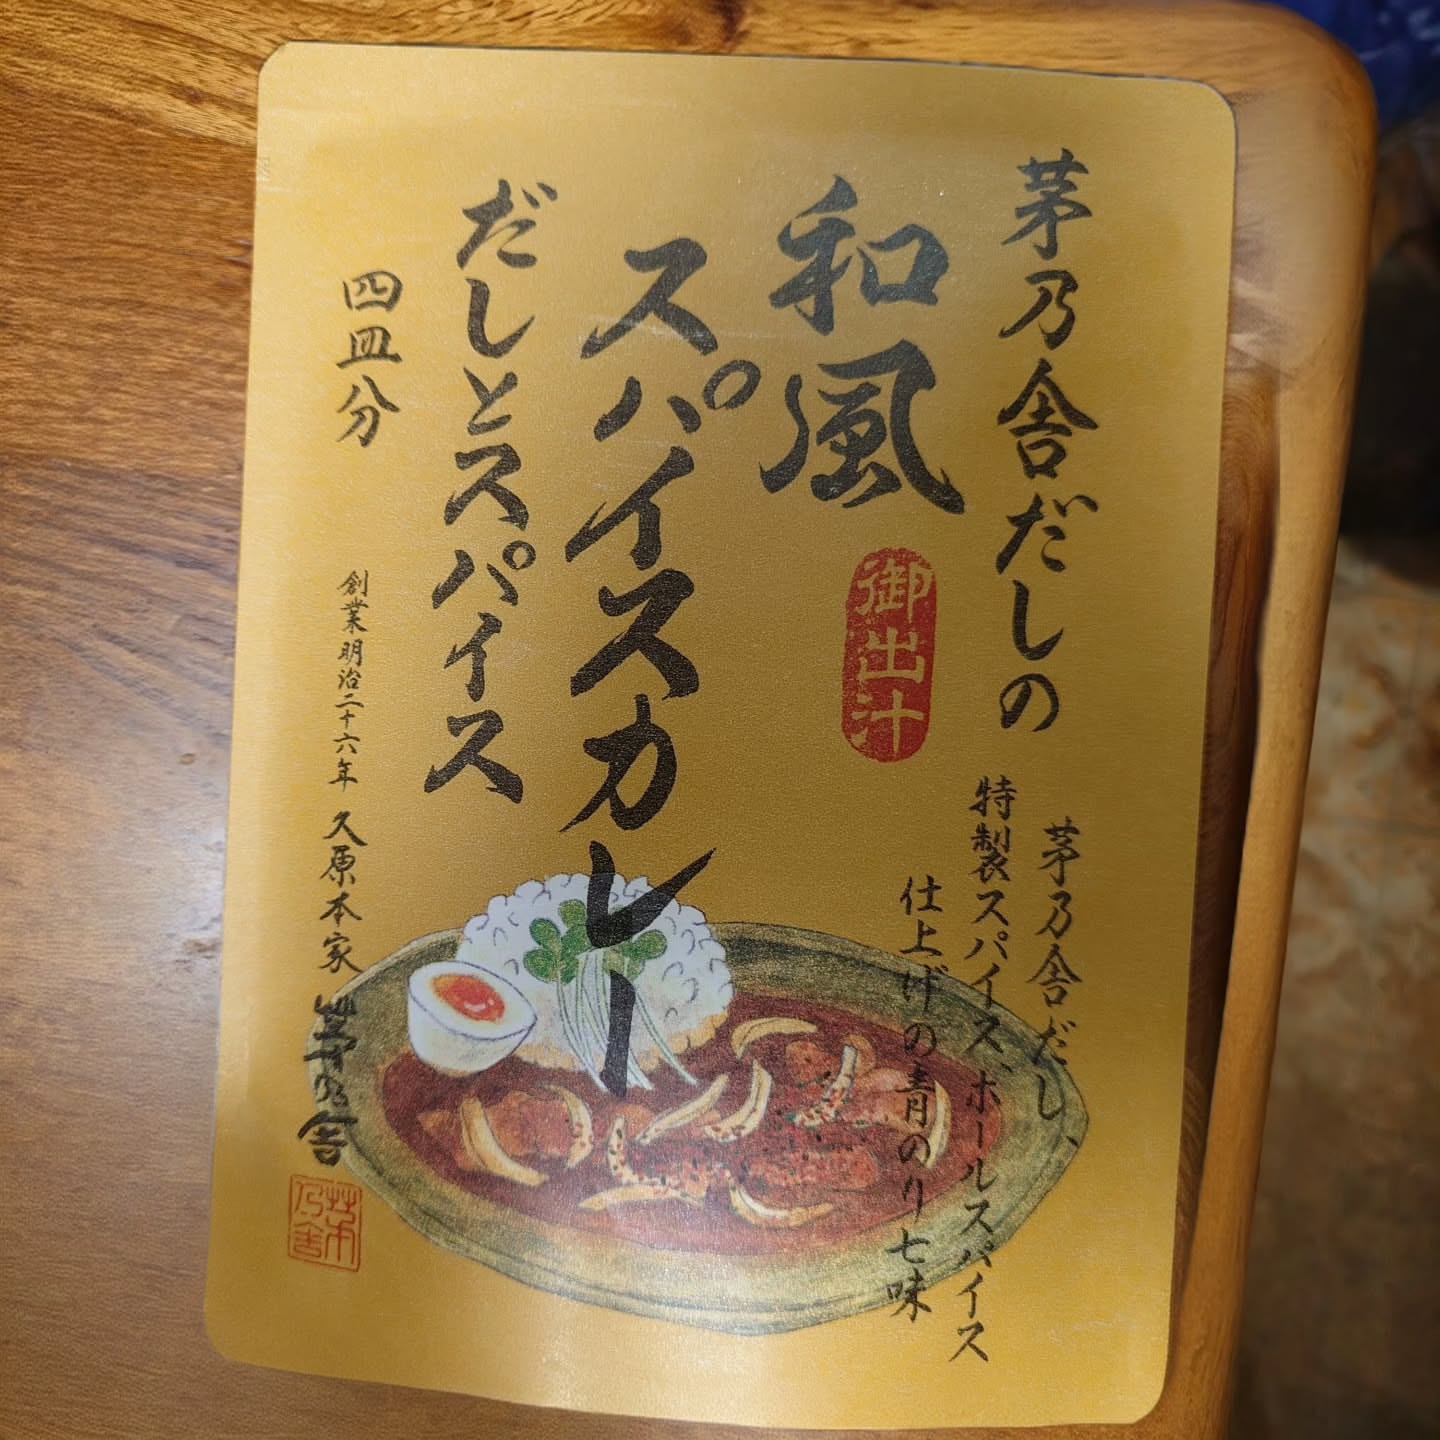 茅乃舎だしの
和風
スパイスカレー
御出汁
だしとスパイス
四皿分
茅乃舎だし、
特製スパイス、ホールスパイス
仕上げの青のり七味
創業明治二十六年 久原本家
茅乃舎
茅乃舎